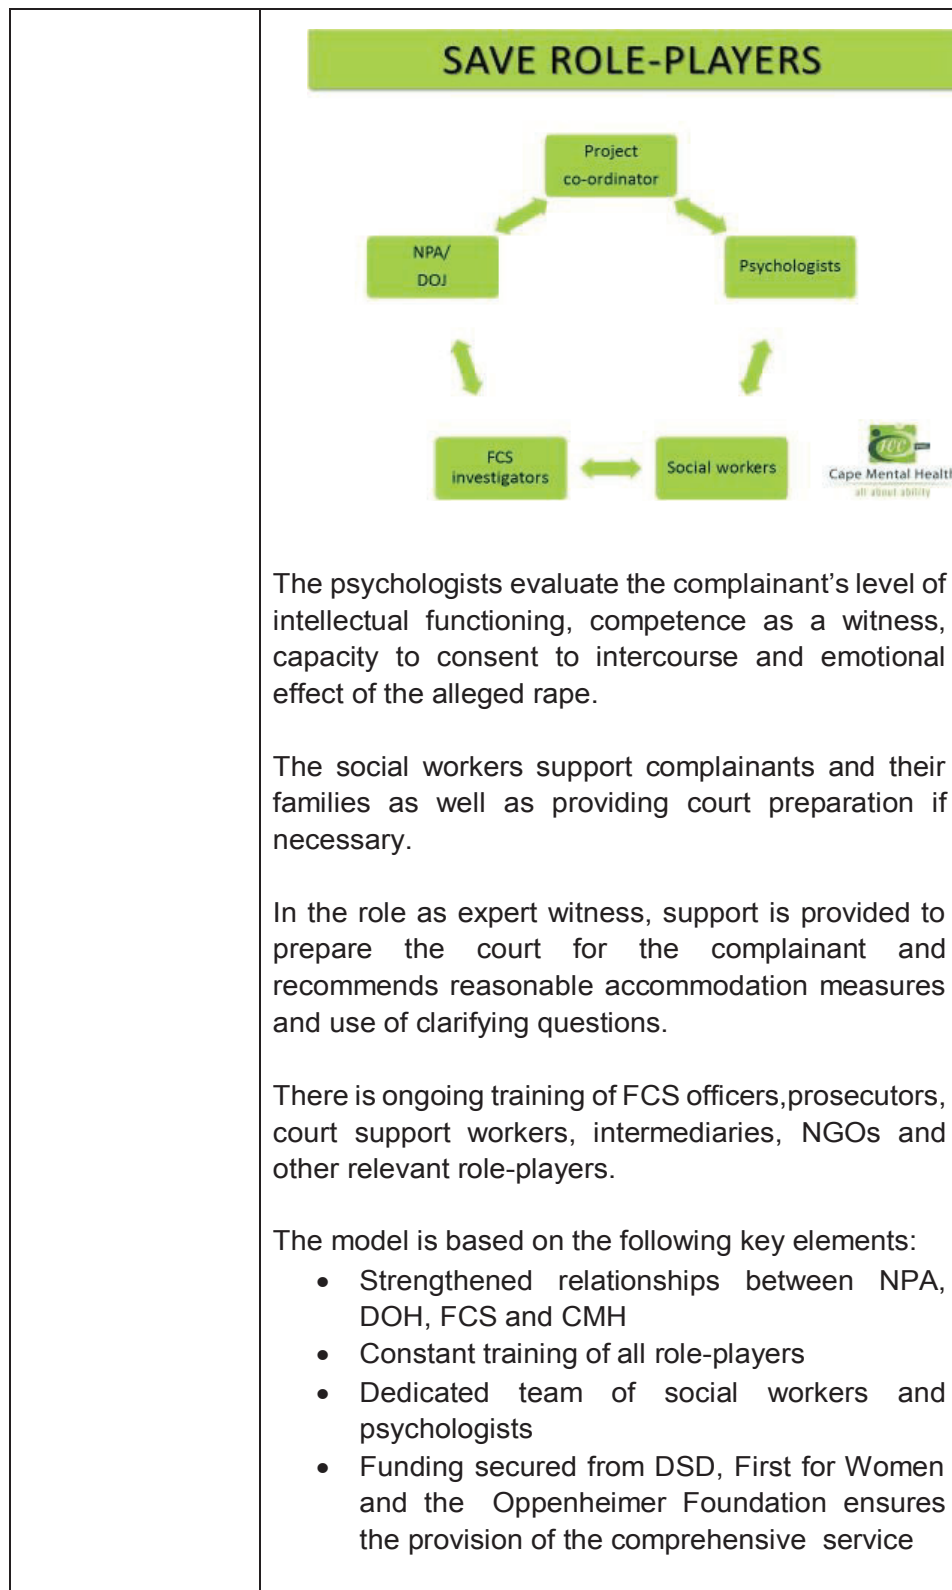 SAVE ROLE-PLAYERS
Project
co-ordinator
NPA/
DOJ
Psychologists
FCS
investigators
Social workers
Cape Mental Health
all about ability
The psychologists evaluate the complainant’s level of
intellectual functioning, competence as a witness,
capacity to consent to intercourse and emotional
effect of the alleged rape.
The social workers support complainants and their
families as well as providing court preparation if
necessary.
In the role as expert witness, support is provided to
prepare the court for the complainant and
recommends reasonable accommodation measures
and use of clarifying questions.
There is ongoing training of FCS officers,prosecutors,
court support workers, intermediaries, NGOs and
other relevant role-players.
The model is based on the following key elements:
• Strengthened relationships between NPA,
DOH, FCS and CMH
• Constant training of all role-players
• Dedicated team of social workers and
psychologists
• Funding secured from DSD, First for Women
and the Oppenheimer Foundation ensures
the provision of the comprehensive service